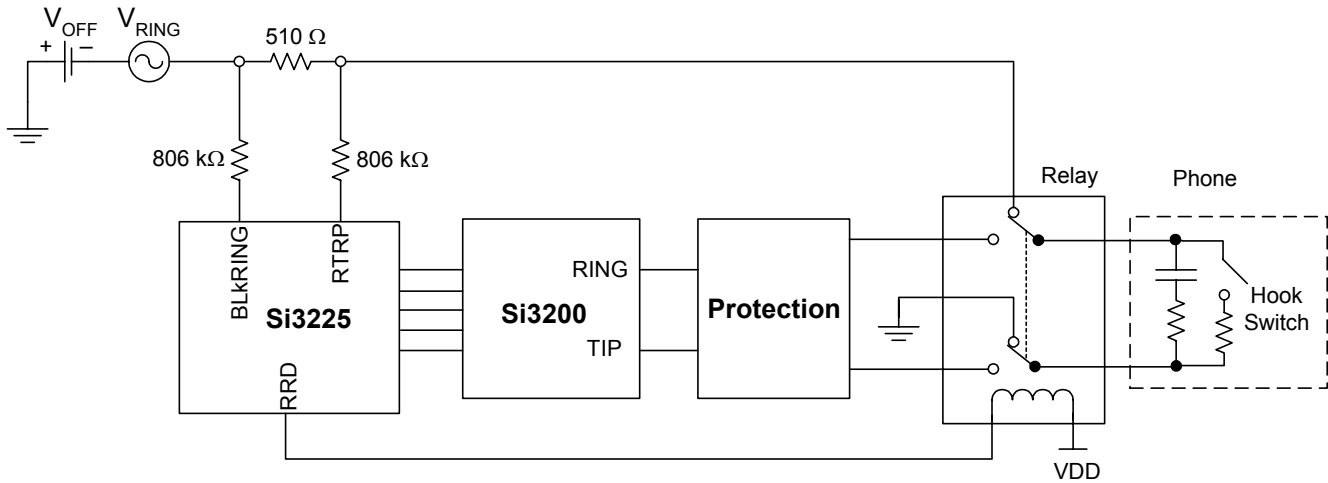 V_OFF V_RING
+ −
510 Ω
806 kΩ 806 kΩ
Relay Phone
BLkRING
RTRP
RING
Si3225
Si3200
Protection
Hook
Switch
TIP
RRD
VDD